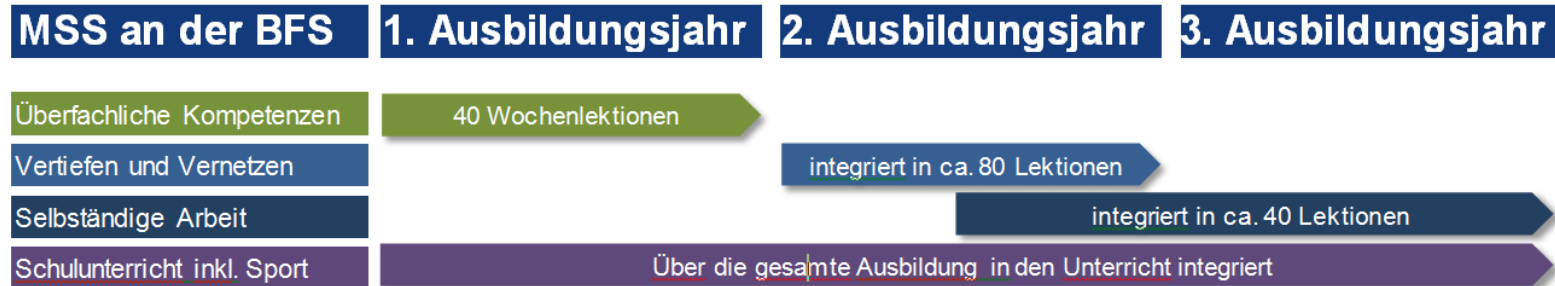 MSS an der BFS 1. Ausbildungsjahr 2. Ausbildungsjahr 3. Ausbildungsjahr
Überfachliche Kompetenzen 40 Wochenlektionen
Vertiefen und Vernetzen integriert in ca. 80 Lektionen
Selbständige Arbeit integriert in ca. 40 Lektionen
Schulunterricht inkl. Sport Über die gesamte Ausbildung in den Unterricht integriert